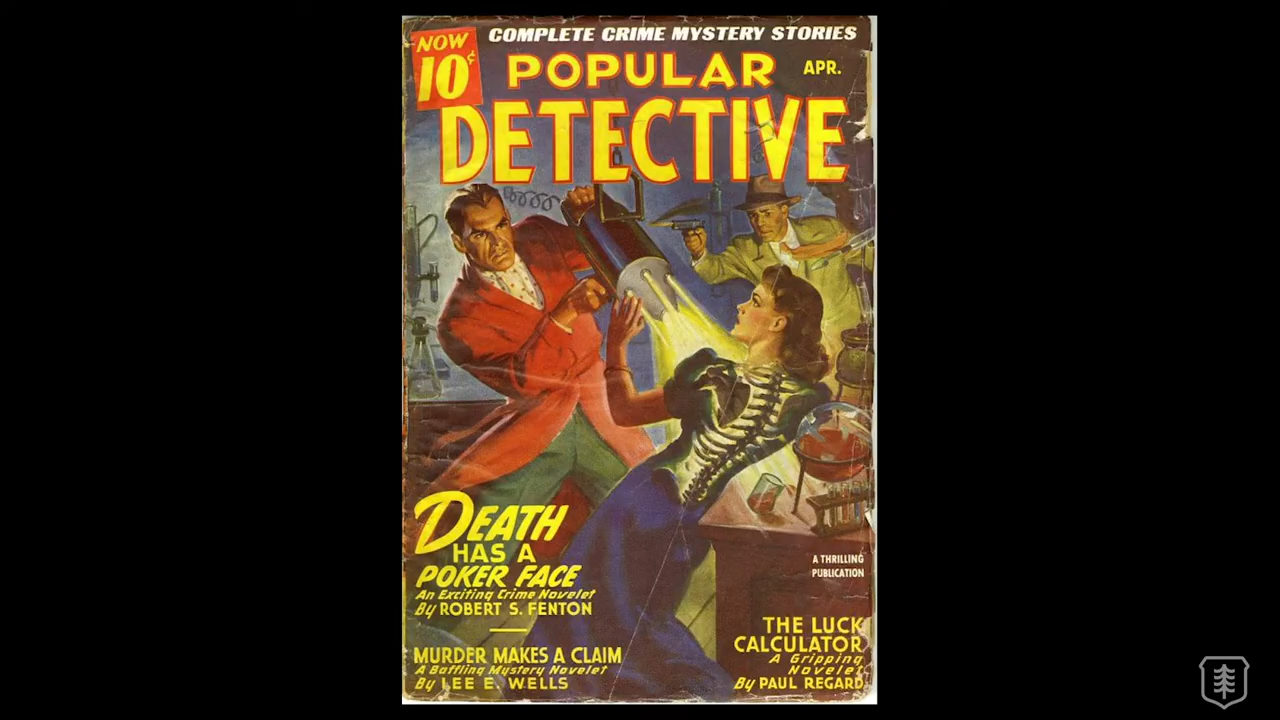 NOW
10¢
COMPLETE CRIME MYSTERY STORIES
POPULAR
APR.
DETECTIVE
DEATH
HAS A
POKER FACE
An Exciting Crime Novelet
By ROBERT S. FENTON
MURDER MAKES A CLAIM
A Baffling Mystery Novelet
By LEE E. WELLS
A THRILLING
PUBLICATION
THE LUCK
CALCULATOR
A Gripping
Novelet
By PAUL REGARD